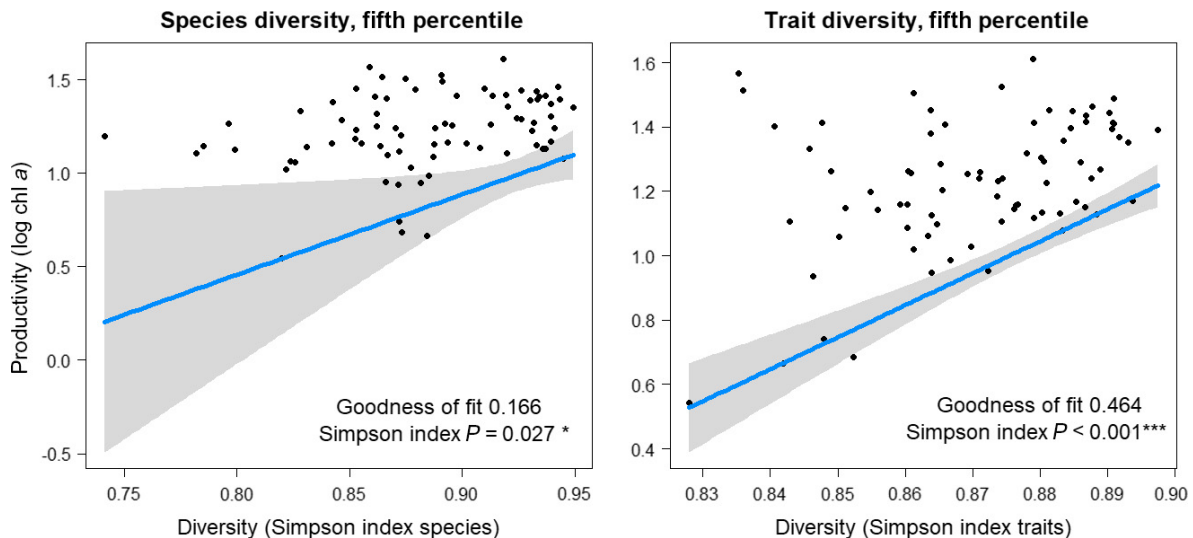 Species diversity, fifth percentile
Productivity (log chl a)
1.5
1.0
0.5
0.0
-0.5
Goodness of fit 0.166
Simpson index P = 0.027 *
0.75 0.80 0.85 0.90 0.95
Diversity (Simpson index species)
Trait diversity, fifth percentile
1.6
1.4
1.2
1.0
0.8
0.6
0.4
Goodness of fit 0.464
Simpson index P < 0.001***
0.83 0.84 0.85 0.86 0.87 0.88 0.89 0.90
Diversity (Simpson index traits)